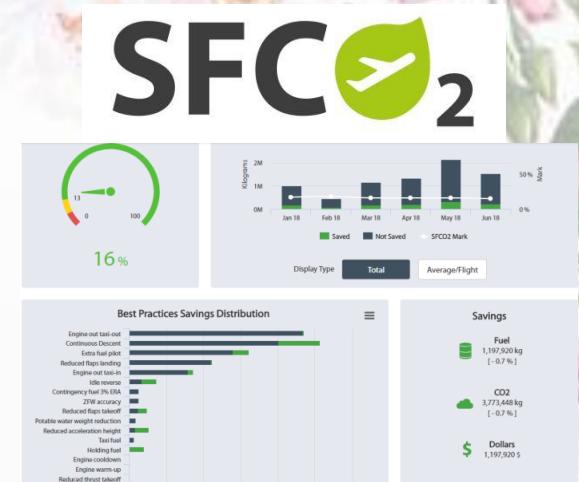 SFCO2
2M
1M
0M
Kilograms
50 %
0 %
Mark
13
0
100
16 %
Jan 18 Feb 18 Mar 18 Apr 18 May 18 Jun 18
Saved Not Saved SFCO2 Mark
Display Type Total Average/Flight
Best Practices Savings Distribution
Engine out taxi-out
Continuous Descent
Extra fuel pilot
Reduced flaps landing
Engine out taxi-in
Idle reverse
Contingency fuel 3% ERA
ZFW accuracy
Reduced flaps takeoff
Potable water weight reduction
Reduced acceleration height
Taxi fuel
Holding fuel
Engine cooldown
Engine warm-up
Reduced thrust takeoff
Savings
Fuel
1,197,920 kg
[ - 0.7 % ]
CO2
3,773,448 kg
[ - 0.7 % ]
$
Dollars
1,197,920 $